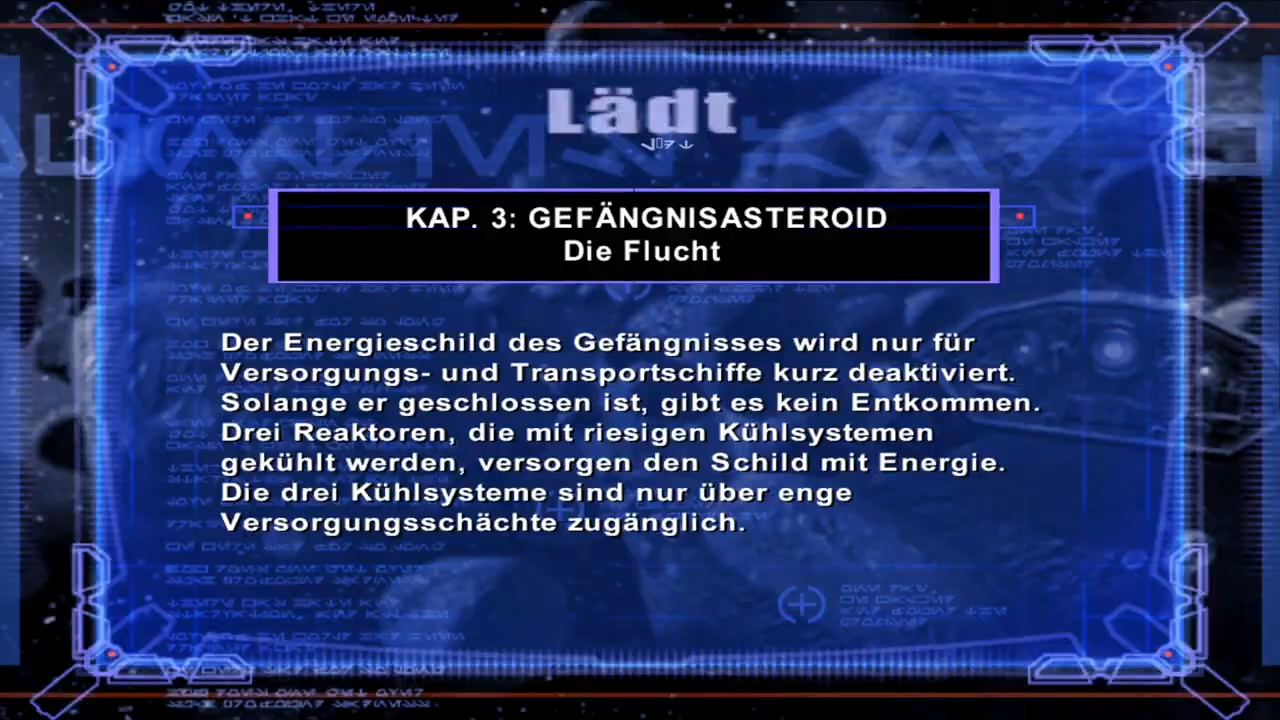 Lädt
KAP. 3: GEFÄNGNISASTEROID
Die Flucht
Der Energieschild des Gefängnisses wird nur für
Versorgungs- und Transportschiffe kurz deaktiviert.
Solange er geschlossen ist, gibt es kein Entkommen.
Drei Reaktoren, die mit riesigen Kühlsystemen
gekühlt werden, versorgen den Schild mit Energie.
Die drei Kühlsysteme sind nur über enge
Versorgungsschächte zugänglich.